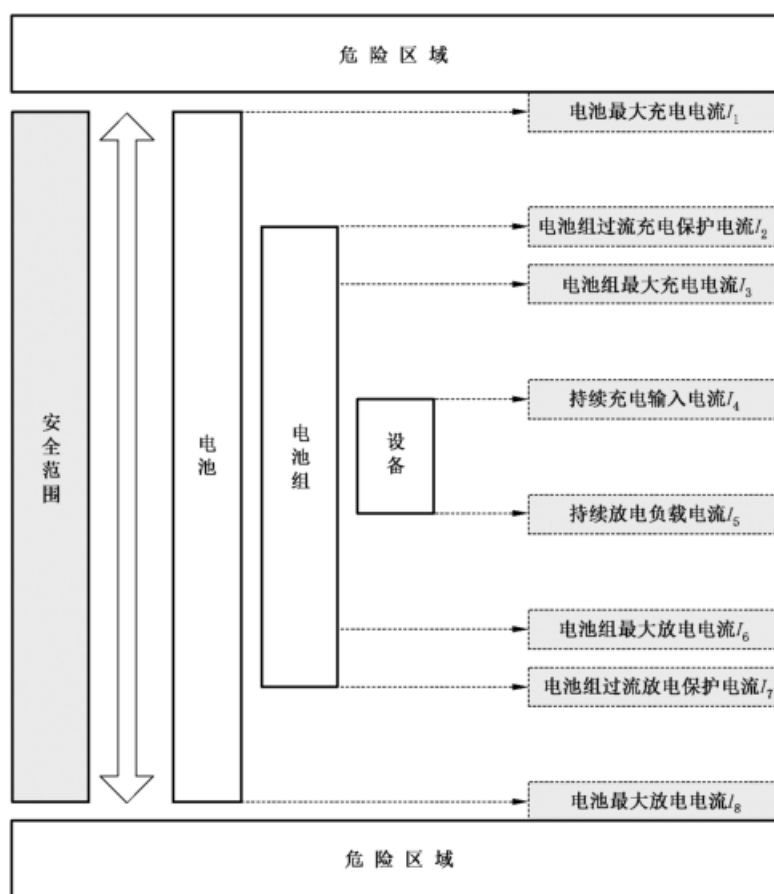 危险区域
电池最大充电电流I₁
电池组过流充电保护电流I₂
电池组最大充电电流I₃
持续充电输入电流I₄
安全范围
电池
电池组
设备
持续放电负载电流I₅
电池组最大放电电流I₆
电池组过流放电保护电流I₇
电池最大放电电流I₈
危险区域